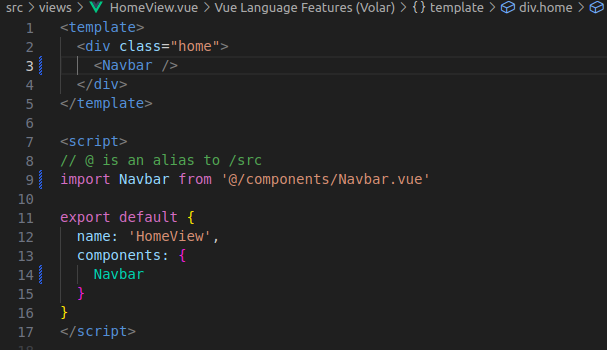 src > views > HomeView.vue > Vue Language Features (Volar) > {} template > div.home >
1 <template>
2   <div class="home">
3     <Navbar />
4   </div>
5 </template>
6
7 <script>
8 // @ is an alias to /src
9 import Navbar from '@/components/Navbar.vue'
10
11 export default {
12   name: 'HomeView',
13   components: {
14     Navbar
15   }
16 }
17 </script>
18